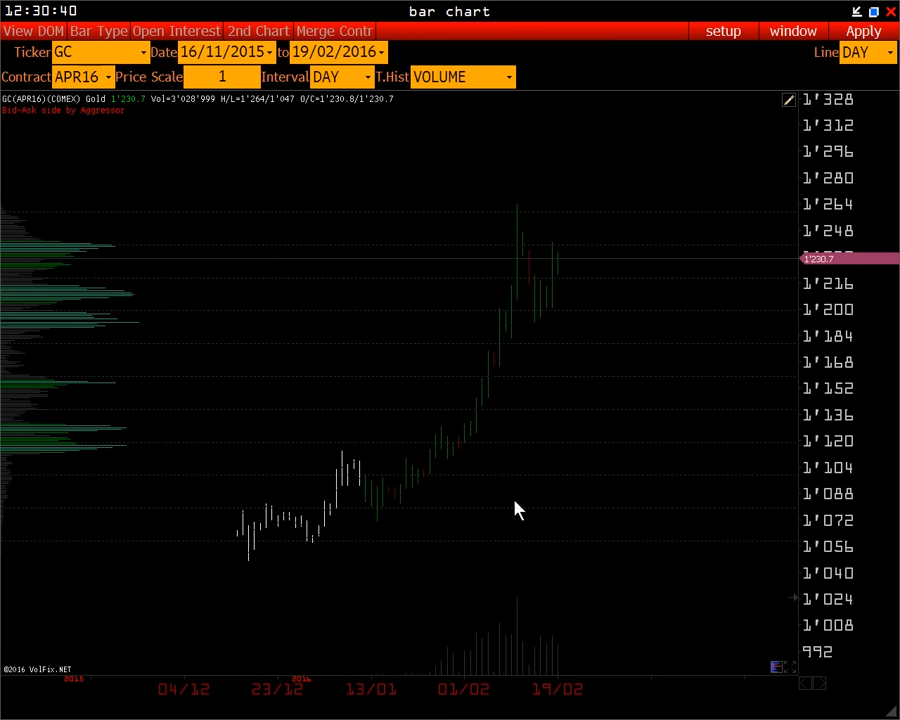 12:30:40 bar chart
View DOM Bar Type Open Interest 2nd Chart Merge Contr setup window Apply
Ticker GC Date 16/11/2015 to 19/02/2016 Line DAY
Contract APR16 Price Scale 1 Interval DAY T.Hist VOLUME
GC(APR16)(COMEX) Gold 1'230.7 Vol=3'028'999 H/L=1'264/1'047 O/C=1'230.8/1'230.7
Bid-Ask side by Aggressor
1'328
1'312
1'296
1'280
1'264
1'248
1'230.7
1'216
1'200
1'184
1'168
1'152
1'136
1'120
1'104
1'088
1'072
1'056
1'040
1'024
1'008
992
©2016 VolFix.NET
2015 2016
04/12 23/12 13/01 01/02 19/02